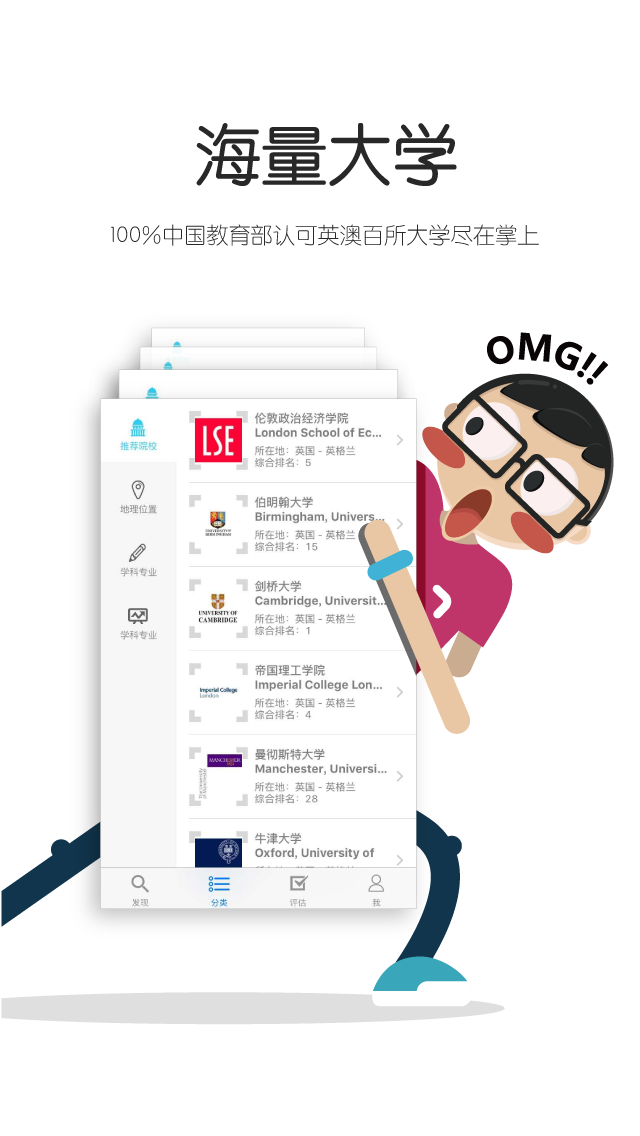 海量大学
100%中国教育部认可英澳百所大学尽在掌上
OMG!!
推荐院校
地理位置
学科专业
学科专业
LSE
伦敦政治经济学院
London School of Ec...
所在地：英国 - 英格兰
综合排名：5
UNIVERSITY OF
BIRMINGHAM
伯明翰大学
Birmingham, Univers...
所在地：英国 - 英格兰
综合排名：15
UNIVERSITY OF
CAMBRIDGE
剑桥大学
Cambridge, Universit...
所在地：英国 - 英格兰
综合排名：1
Imperial College
London
帝国理工学院
Imperial College Lon...
所在地：英国 - 英格兰
综合排名：4
MANCHESTER
The University
of Manchester
曼彻斯特大学
Manchester, Universi...
所在地：英国 - 英格兰
综合排名：28
牛津大学
Oxford, University of
发现
分类
评估
我